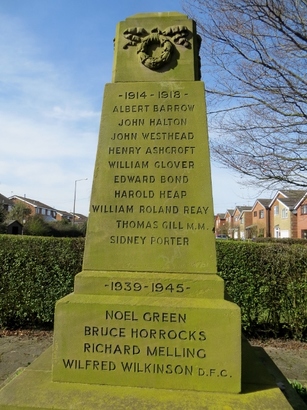 -1914-1918-
ALBERT BARROW
JOHN HALTON
JOHN WESTHEAD
HENRY ASHCROFT
WILLIAM GLOVER
EDWARD BOND
HAROLD HEAP
WILLIAM ROLAND REAY
THOMAS GILL M.M.
SIDNEY PORTER
-1939-1945-
NOEL GREEN
BRUCE HORROCKS
RICHARD MELLING
WILFRED WILKINSON D.F.C.